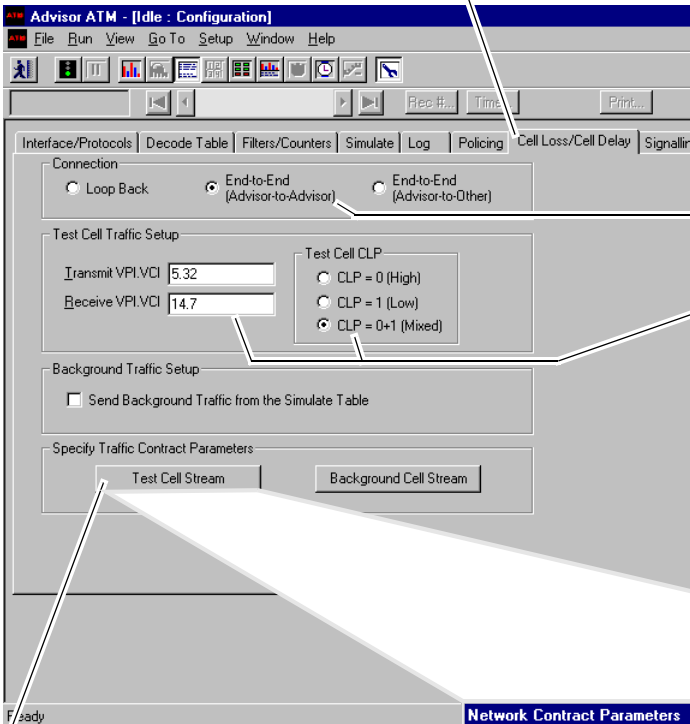 ATM Advisor ATM - [Idle : Configuration]
ATM File Run View Go To Setup Window Help
Rec #... Time... Print...
Interface/Protocols Decode Table Filters/Counters Simulate Log Policing Cell Loss/Cell Delay Signallin
Connection
Loop Back End-to-End (Advisor-to-Advisor) End-to-End (Advisor-to-Other)
Test Cell Traffic Setup
Test Cell CLP
Transmit VPI.VCI 5.32
CLP = 0 (High)
Receive VPI.VCI 14.7
CLP = 1 (Low)
CLP = 0+1 (Mixed)
Background Traffic Setup
Send Background Traffic from the Simulate Table
Specify Traffic Contract Parameters
Test Cell Stream Background Cell Stream
Ready
Network Contract Parameters